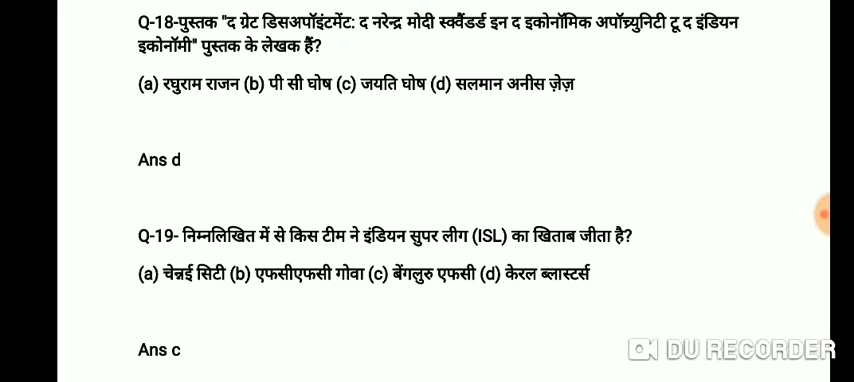 Q-18-पुस्तक "द ग्रेट डिसअपॉइंटमेंट: द नरेन्द्र मोदी स्क्वैंडर्ड इन द इकोनॉमिक अपॉर्च्युनिटी टू द इंडियन
इकोनॉमी" पुस्तक के लेखक हैं?
(a) रघुराम राजन (b) पी सी घोष (c) जयति घोष (d) सलमान अनीस ज़ेज़
Ans d
Q-19- निम्नलिखित में से किस टीम ने इंडियन सुपर लीग (ISL) का खिताब जीता है?
(a) चेन्नई सिटी (b) एफसीएफसी गोवा (c) बेंगलुरु एफसी (d) केरल ब्लास्टर्स
Ans c
DU RECORDER